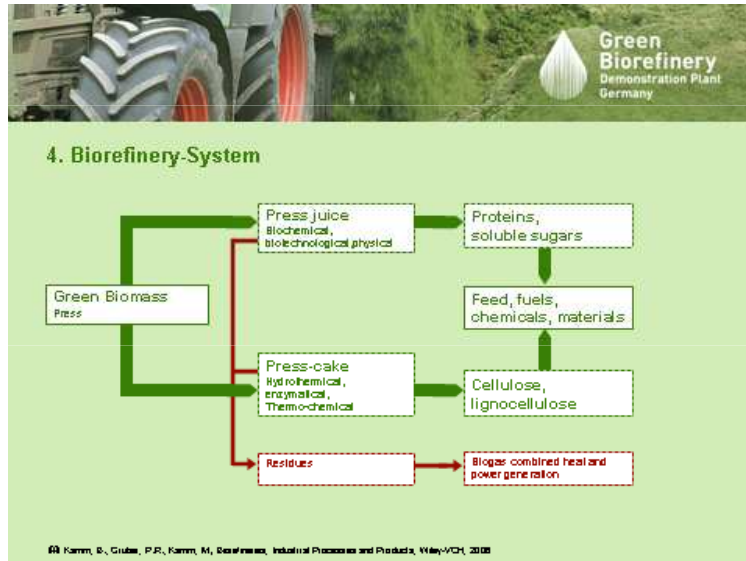 Green
Biorefinery
Demonstration Plant
Germany
4. Biorefinery-System
Press juice
Biochemical,
biotechnological,physical
Proteins,
soluble sugars
Green Biomass
Press
Feed, fuels,
chemicals, materials
Press-cake
Hydrothermical,
enzymatical,
Thermo-chemical
Cellulose,
lignocellulose
Residues
Biogas combined heat and
power generation
Kamm, B., Gruber, P.R., Kamm, M., Biorefineries, Industrial Processes and Products, Wiley-VCH, 2006